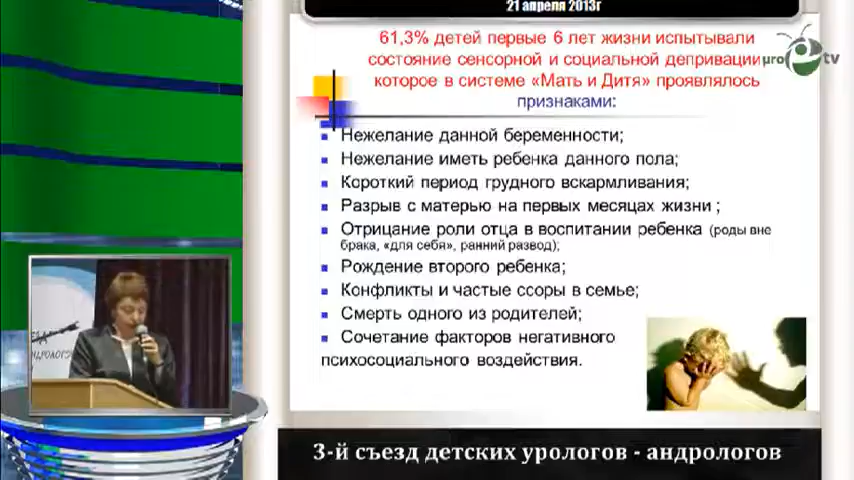 21 апреля 2013г
61,3% детей первые 6 лет жизни испытывали
состояние сенсорной и социальной депривации,
которое в системе «Мать и Дитя» проявлялось
признаками:
uro tv
Нежелание данной беременности;
Нежелание иметь ребенка данного пола;
Короткий период грудного вскармливания;
Разрыв с матерью на первых месяцах жизни ;
Отрицание роли отца в воспитании ребенка (роды вне
брака, «для себя», ранний развод);
Рождение второго ребенка;
Конфликты и частые ссоры в семье;
Смерть одного из родителей;
Сочетание факторов негативного
психосоциального воздействия.
3-й съезд детских урологов - андрологов